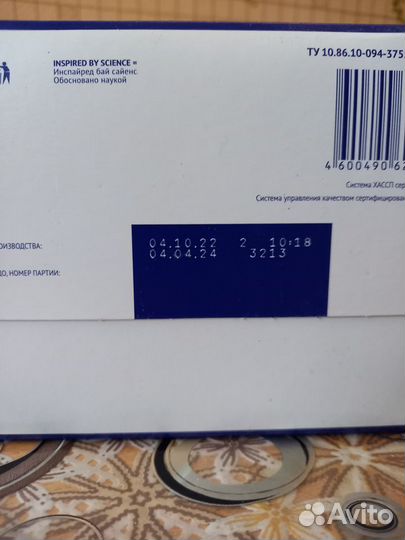 INSPIRED BY SCIENCE =
Инспайред бай сайенс
Обосновано наукой
ТУ 10.86.10-094-375
4 600490 62
Система ХАССП сер
Система управления качеством сертифицирован
ОИЗВОДСТВА:
04.10.22 2 10:18
04.04.24 3213
ДО, НОМЕР ПАРТИИ:
Avito